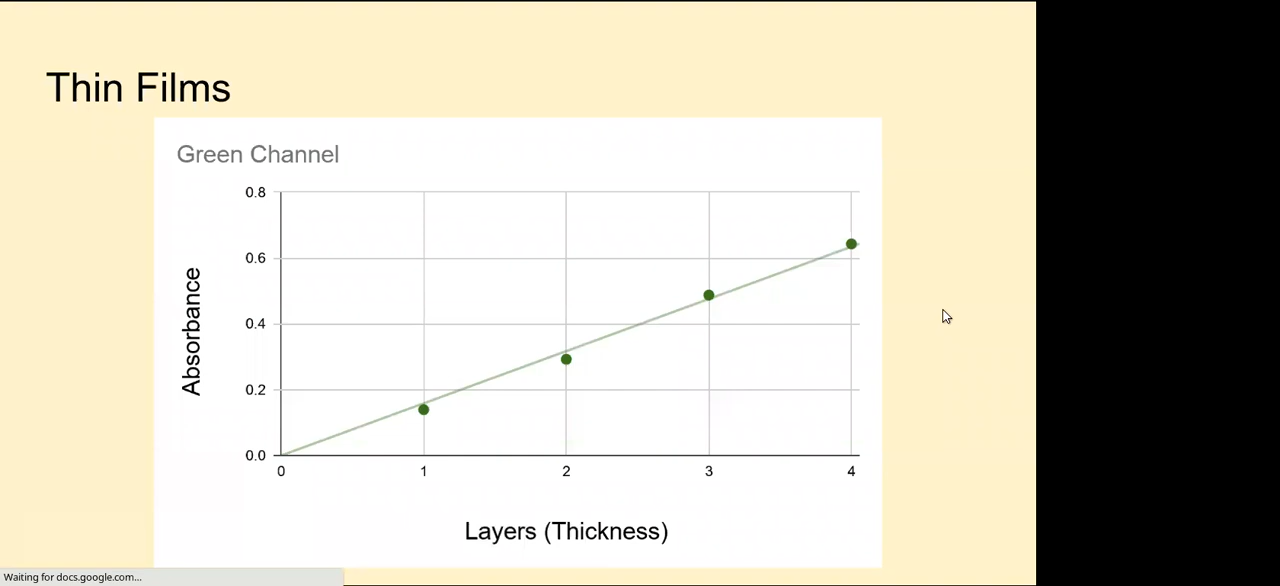 Thin Films
Green Channel
Absorbance
0.8
0.6
0.4
0.2
0.0
0 1 2 3 4
Layers (Thickness)
Waiting for docs.google.com...